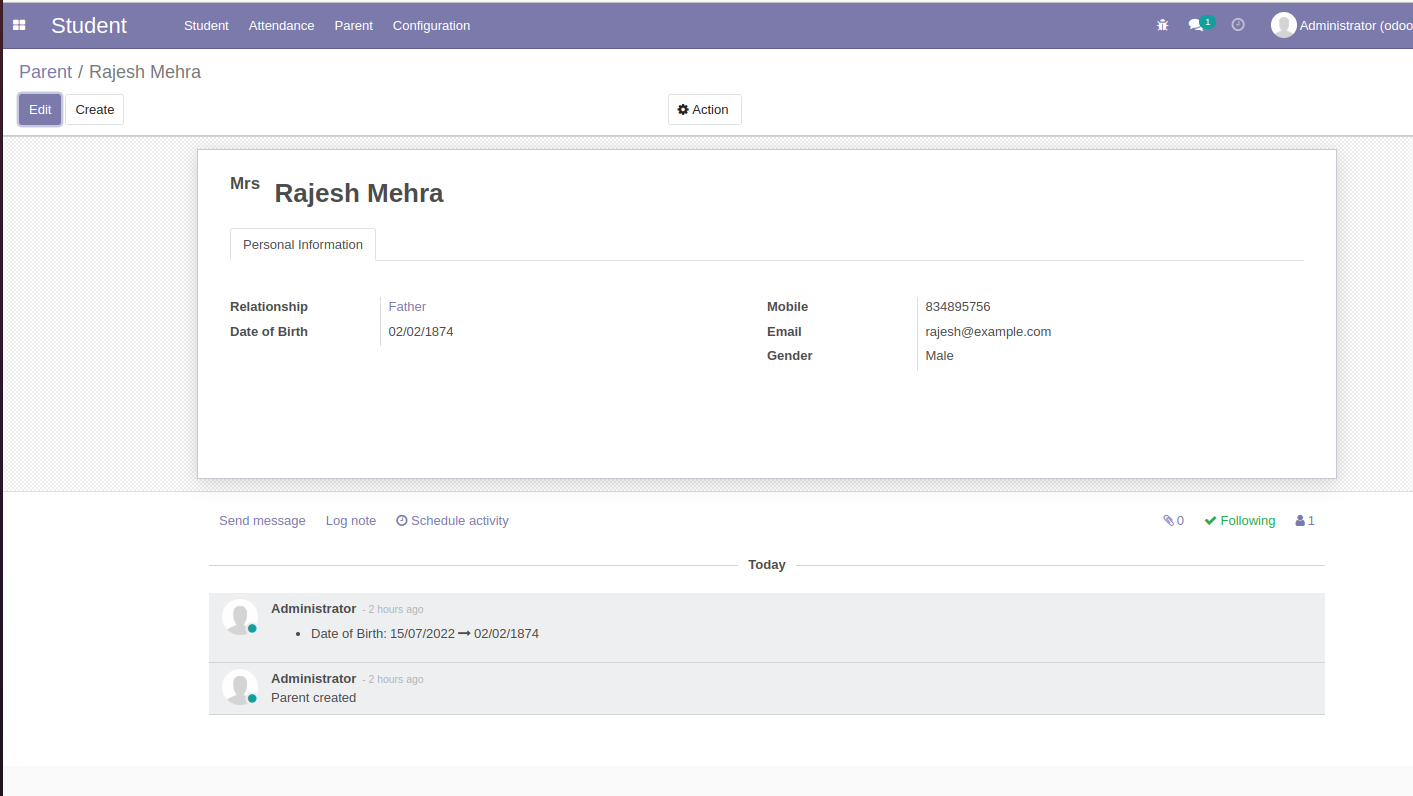 Student Student Attendance Parent Configuration 1 Administrator (odoo
Parent / Rajesh Mehra
Edit Create Action
Mrs Rajesh Mehra
Personal Information
Relationship Father Mobile 834895756
Date of Birth 02/02/1874 Email rajesh@example.com
Gender Male
Send message Log note Schedule activity 0 Following 1
Today
Administrator - 2 hours ago
• Date of Birth: 15/07/2022 → 02/02/1874
Administrator - 2 hours ago
Parent created